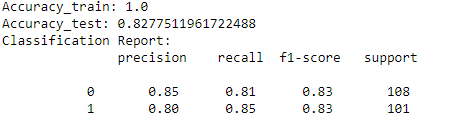 Accuracy_train: 1.0
Accuracy_test: 0.8277511961722488
Classification Report:
precision recall f1-score support
0 0.85 0.81 0.83 108
1 0.80 0.85 0.83 101